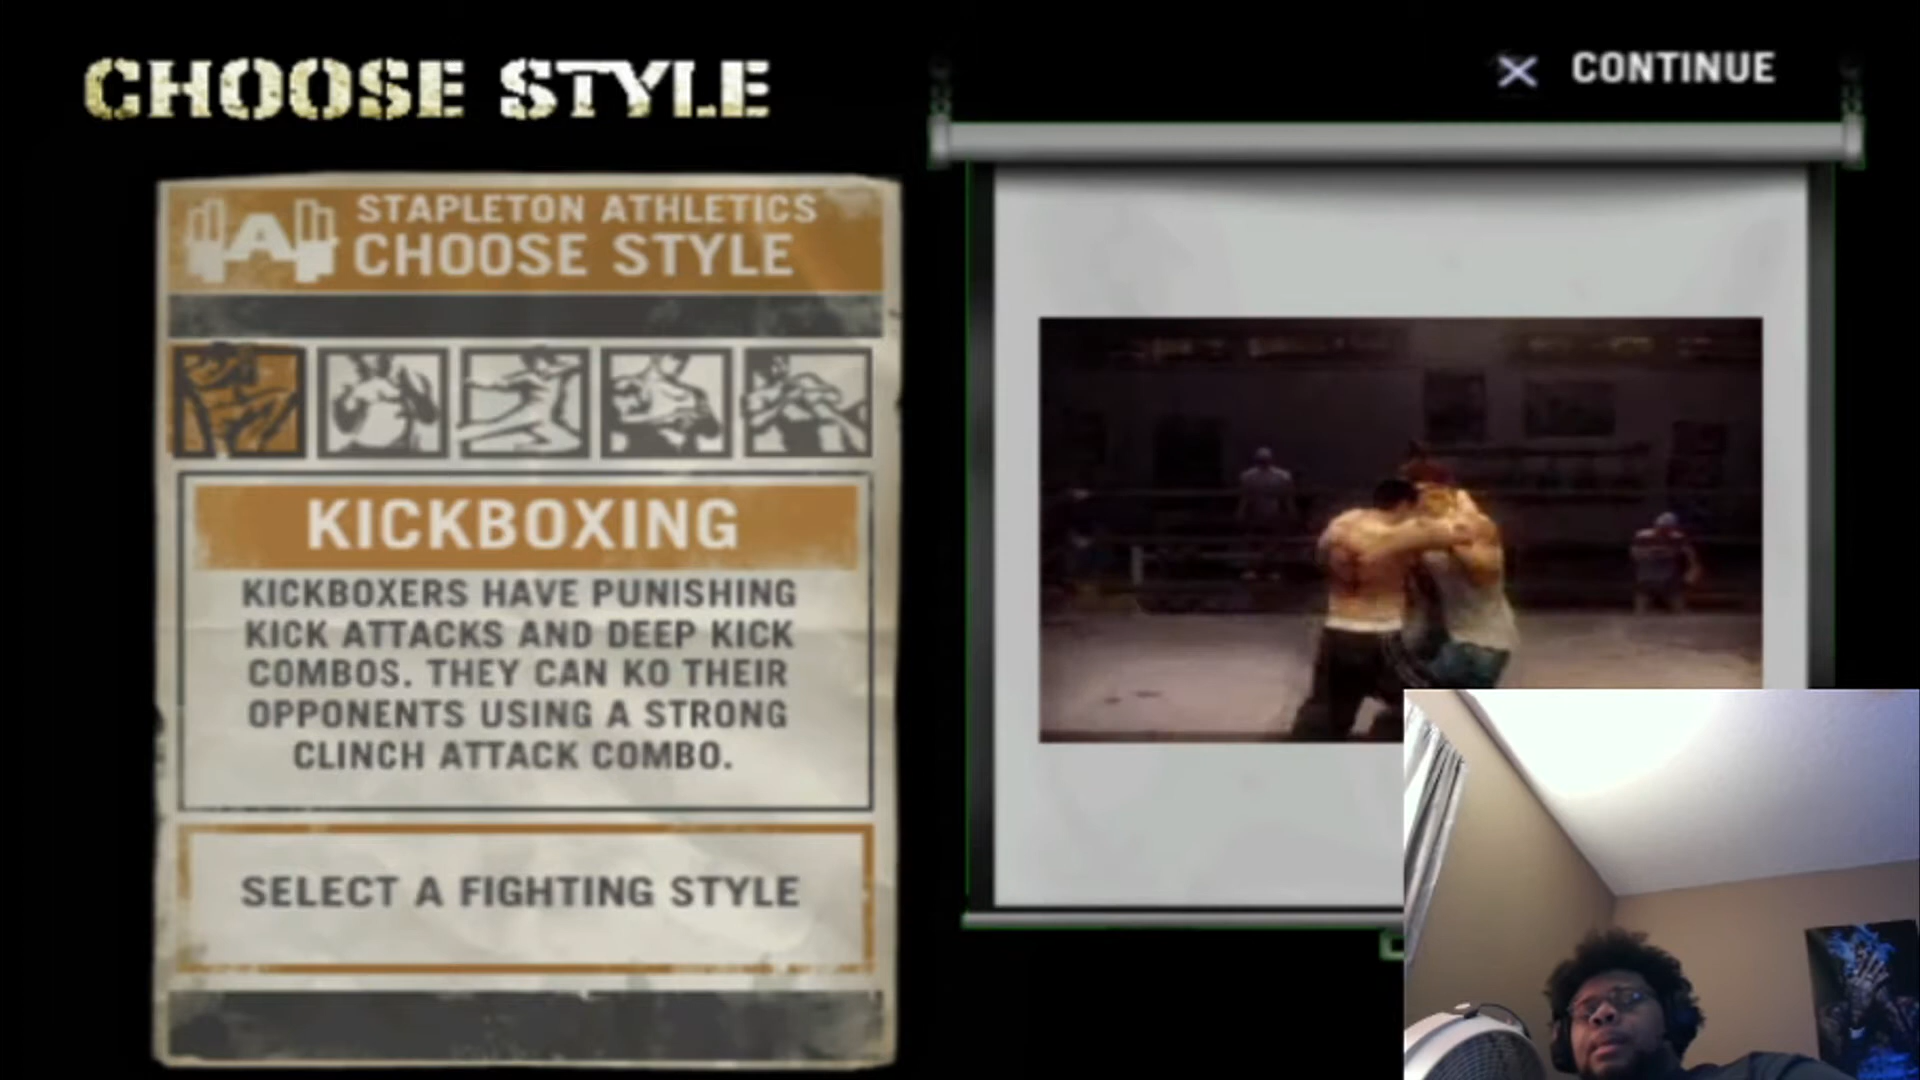 CHOOSE STYLE
CONTINUE
STAPLETON ATHLETICS
A
CHOOSE STYLE
KICKBOXING
KICKBOXERS HAVE PUNISHING
KICK ATTACKS AND DEEP KICK
COMBOS. THEY CAN KO THEIR
OPPONENTS USING A STRONG
CLINCH ATTACK COMBO.
SELECT A FIGHTING STYLE